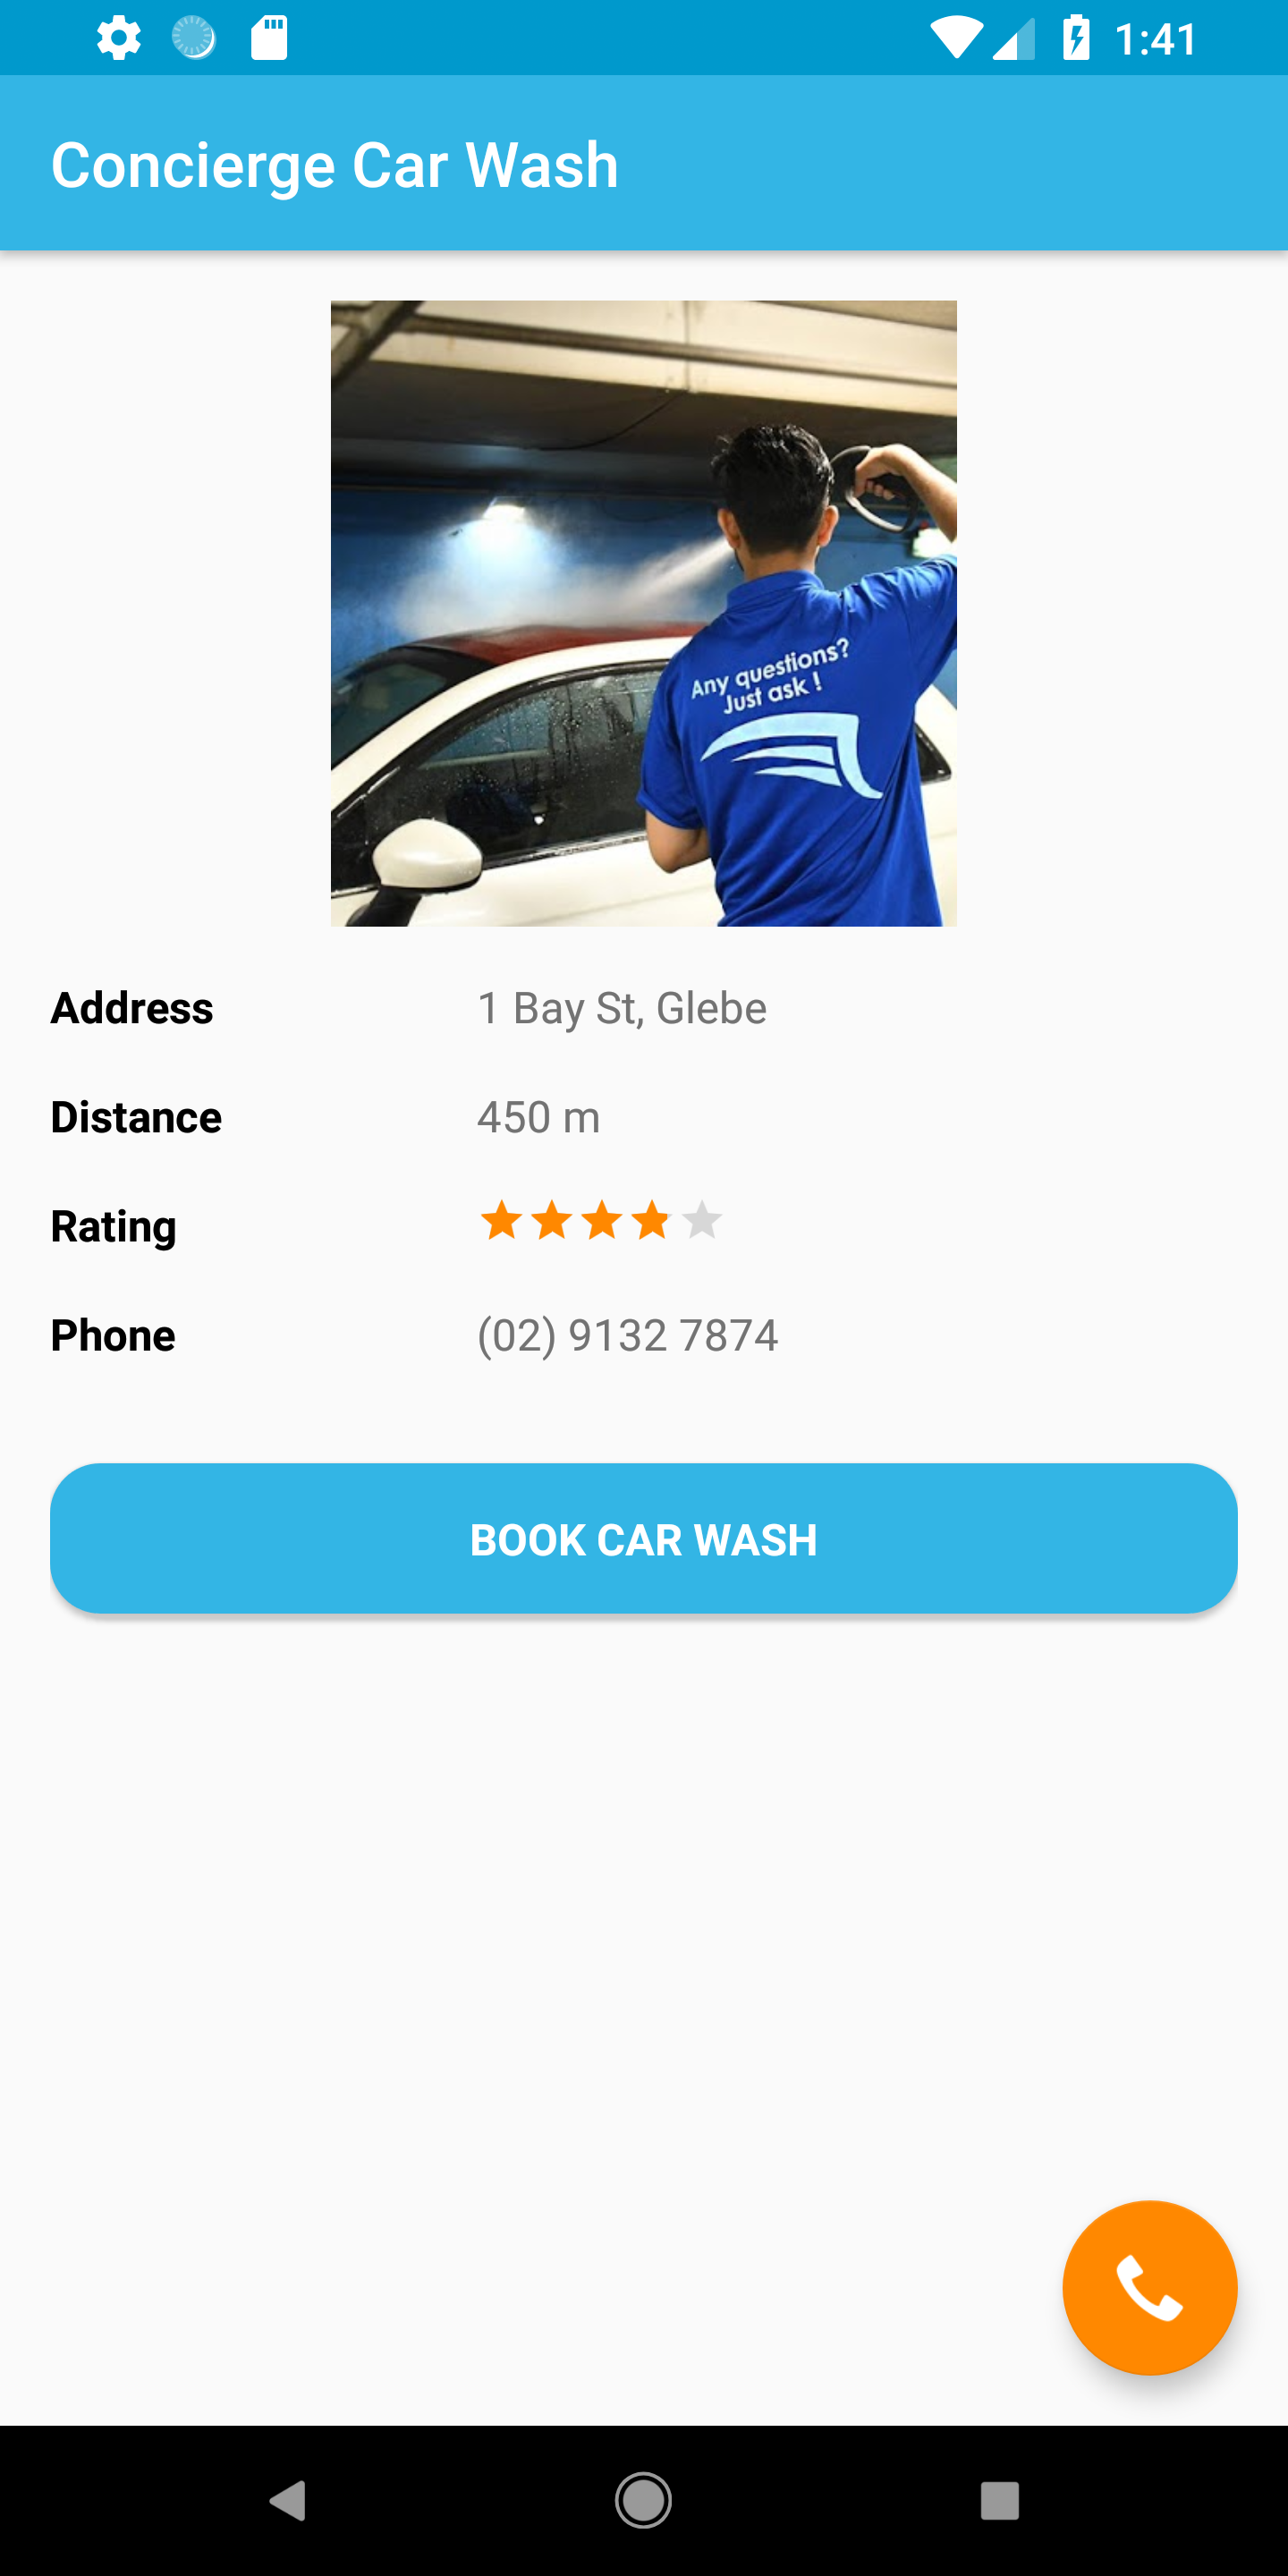 1:41
Concierge Car Wash
Any questions?
Just ask !
Address 1 Bay St, Glebe
Distance 450 m
Rating
Phone (02) 9132 7874
BOOK CAR WASH